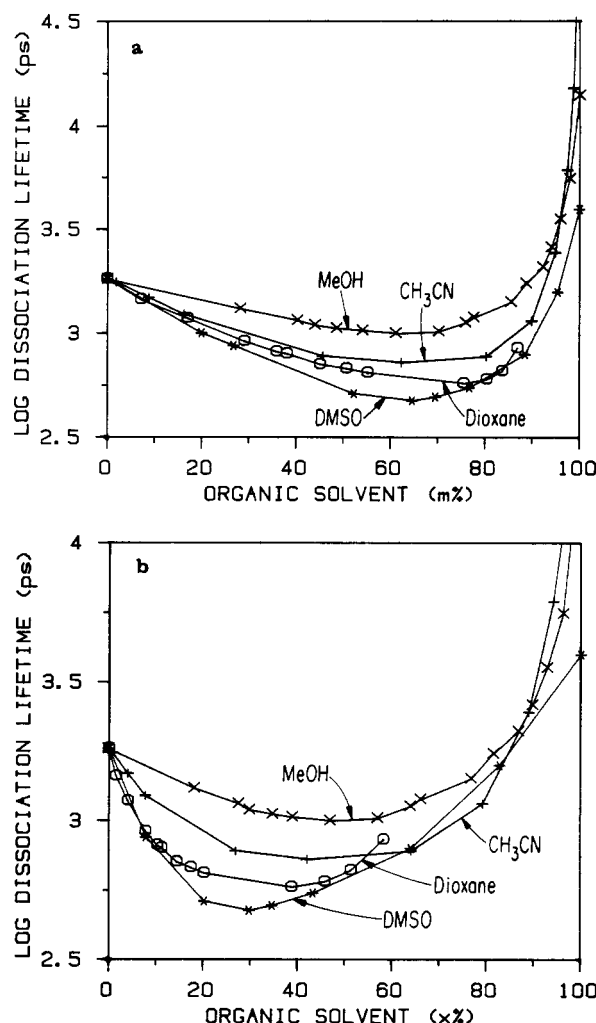 a
LOG DISSOCIATION LIFETIME (ps)
4.5
4
3.5
3
2.5
MeOH
CH₃CN
DMSO
Dioxane
0 20 40 60 80 100
ORGANIC SOLVENT (m%)
b
LOG DISSOCIATION LIFETIME (ps)
4
3.5
3
2.5
MeOH
CH₃CN
Dioxane
DMSO
0 20 40 60 80 100
ORGANIC SOLVENT (x%)